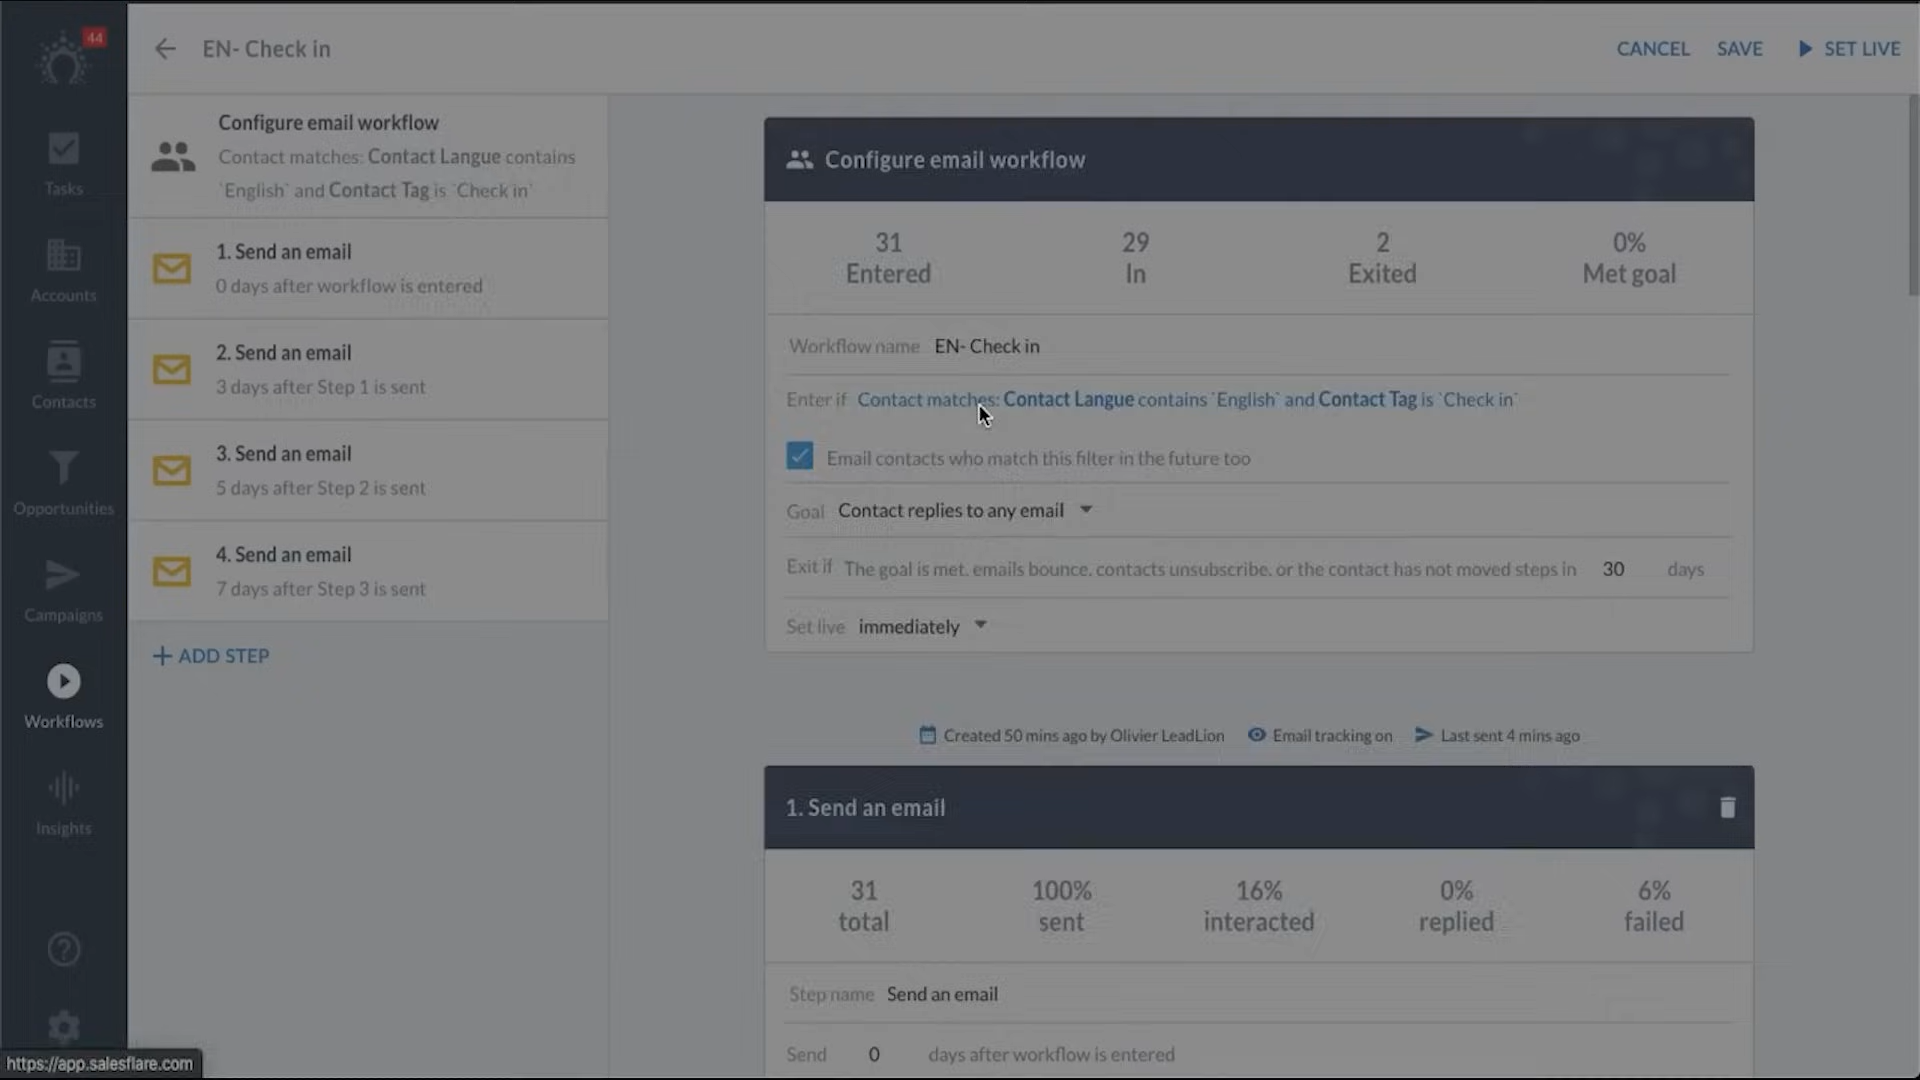 44
EN- Check in
CANCEL SAVE SET LIVE
Tasks
Accounts
Contacts
Opportunities
Campaigns
Workflows
Insights
Configure email workflow
Contact matches: Contact Langue contains
`English` and Contact Tag is `Check in`
1. Send an email
0 days after workflow is entered
2. Send an email
3 days after Step 1 is sent
3. Send an email
5 days after Step 2 is sent
4. Send an email
7 days after Step 3 is sent
+ ADD STEP
Configure email workflow
31 29 2 0%
Entered In Exited Met goal
Workflow name EN- Check in
Enter if Contact matches: Contact Langue contains `English` and Contact Tag is `Check in`
Email contacts who match this filter in the future too
Goal Contact replies to any email
Exit if The goal is met, emails bounce, contacts unsubscribe, or the contact has not moved steps in 30 days
Set live immediately
Created 50 mins ago by Olivier LeadLion Email tracking on Last sent 4 mins ago
1. Send an email
31 100% 16% 0% 6%
total sent interacted replied failed
Step name Send an email
Send 0 days after workflow is entered
https://app.salesflare.com